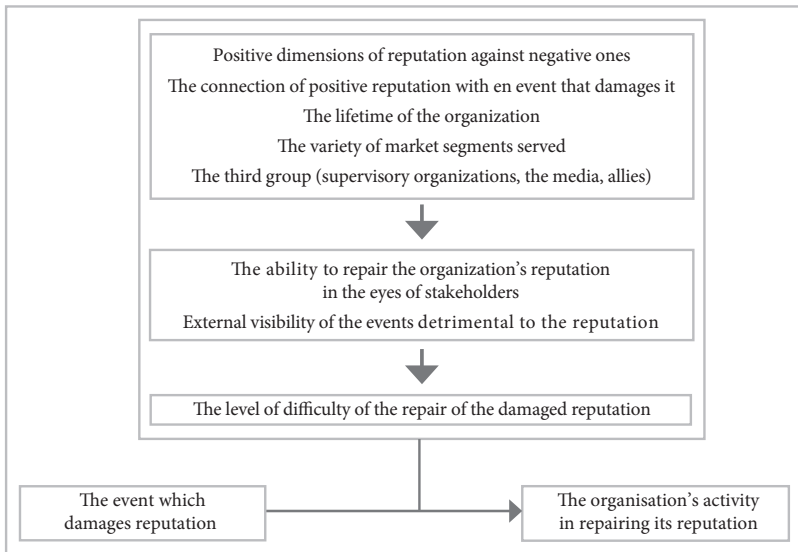 Positive dimensions of reputation against negative ones
The connection of positive reputation with en event that damages it
The lifetime of the organization
The variety of market segments served
The third group (supervisory organizations, the media, allies)
The ability to repair the organization’s reputation
in the eyes of stakeholders
External visibility of the events detrimental to the reputation
The level of difficulty of the repair of the damaged reputation
The event which
damages reputation
The organisation’s activity
in repairing its reputation